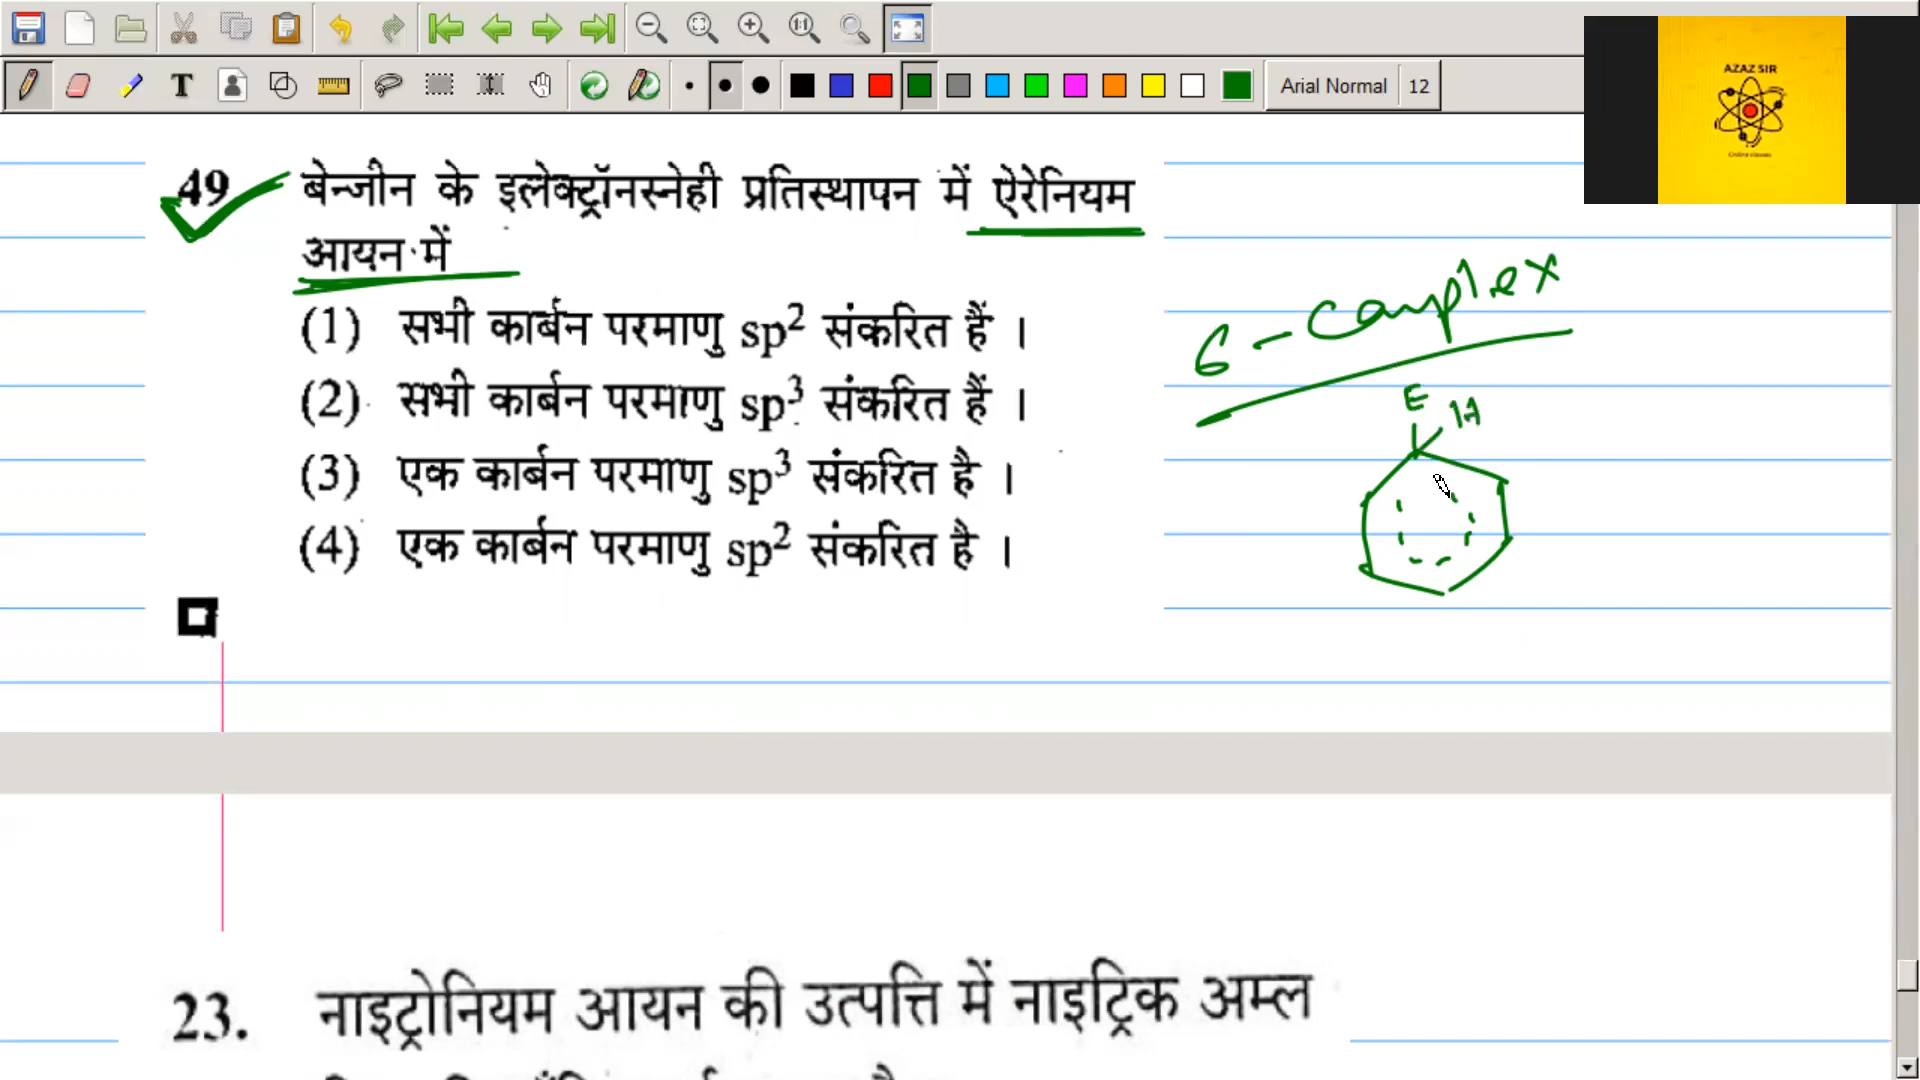 T
Arial Normal 12
AZAZ SIR
49 बेन्जीन के इलेक्ट्रॉनस्नेही प्रतिस्थापन में ऐरेनियम
आयन में
(1) सभी कार्बन परमाणु sp² संकरित हैं ।
(2) सभी कार्बन परमाणु sp³ संकरित हैं ।
(3) एक कार्बन परमाणु sp³ संकरित है ।
(4) एक कार्बन परमाणु sp² संकरित है ।
6 - complex
E
H
23. नाइट्रोनियम आयन की उत्पत्ति में नाइट्रिक अम्ल